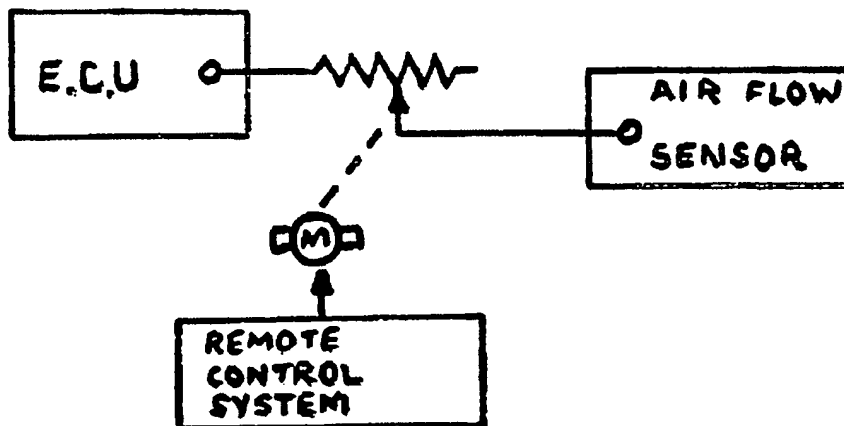 E.C.U
AIR FLOW
SENSOR
M
REMOTE
CONTROL
SYSTEM